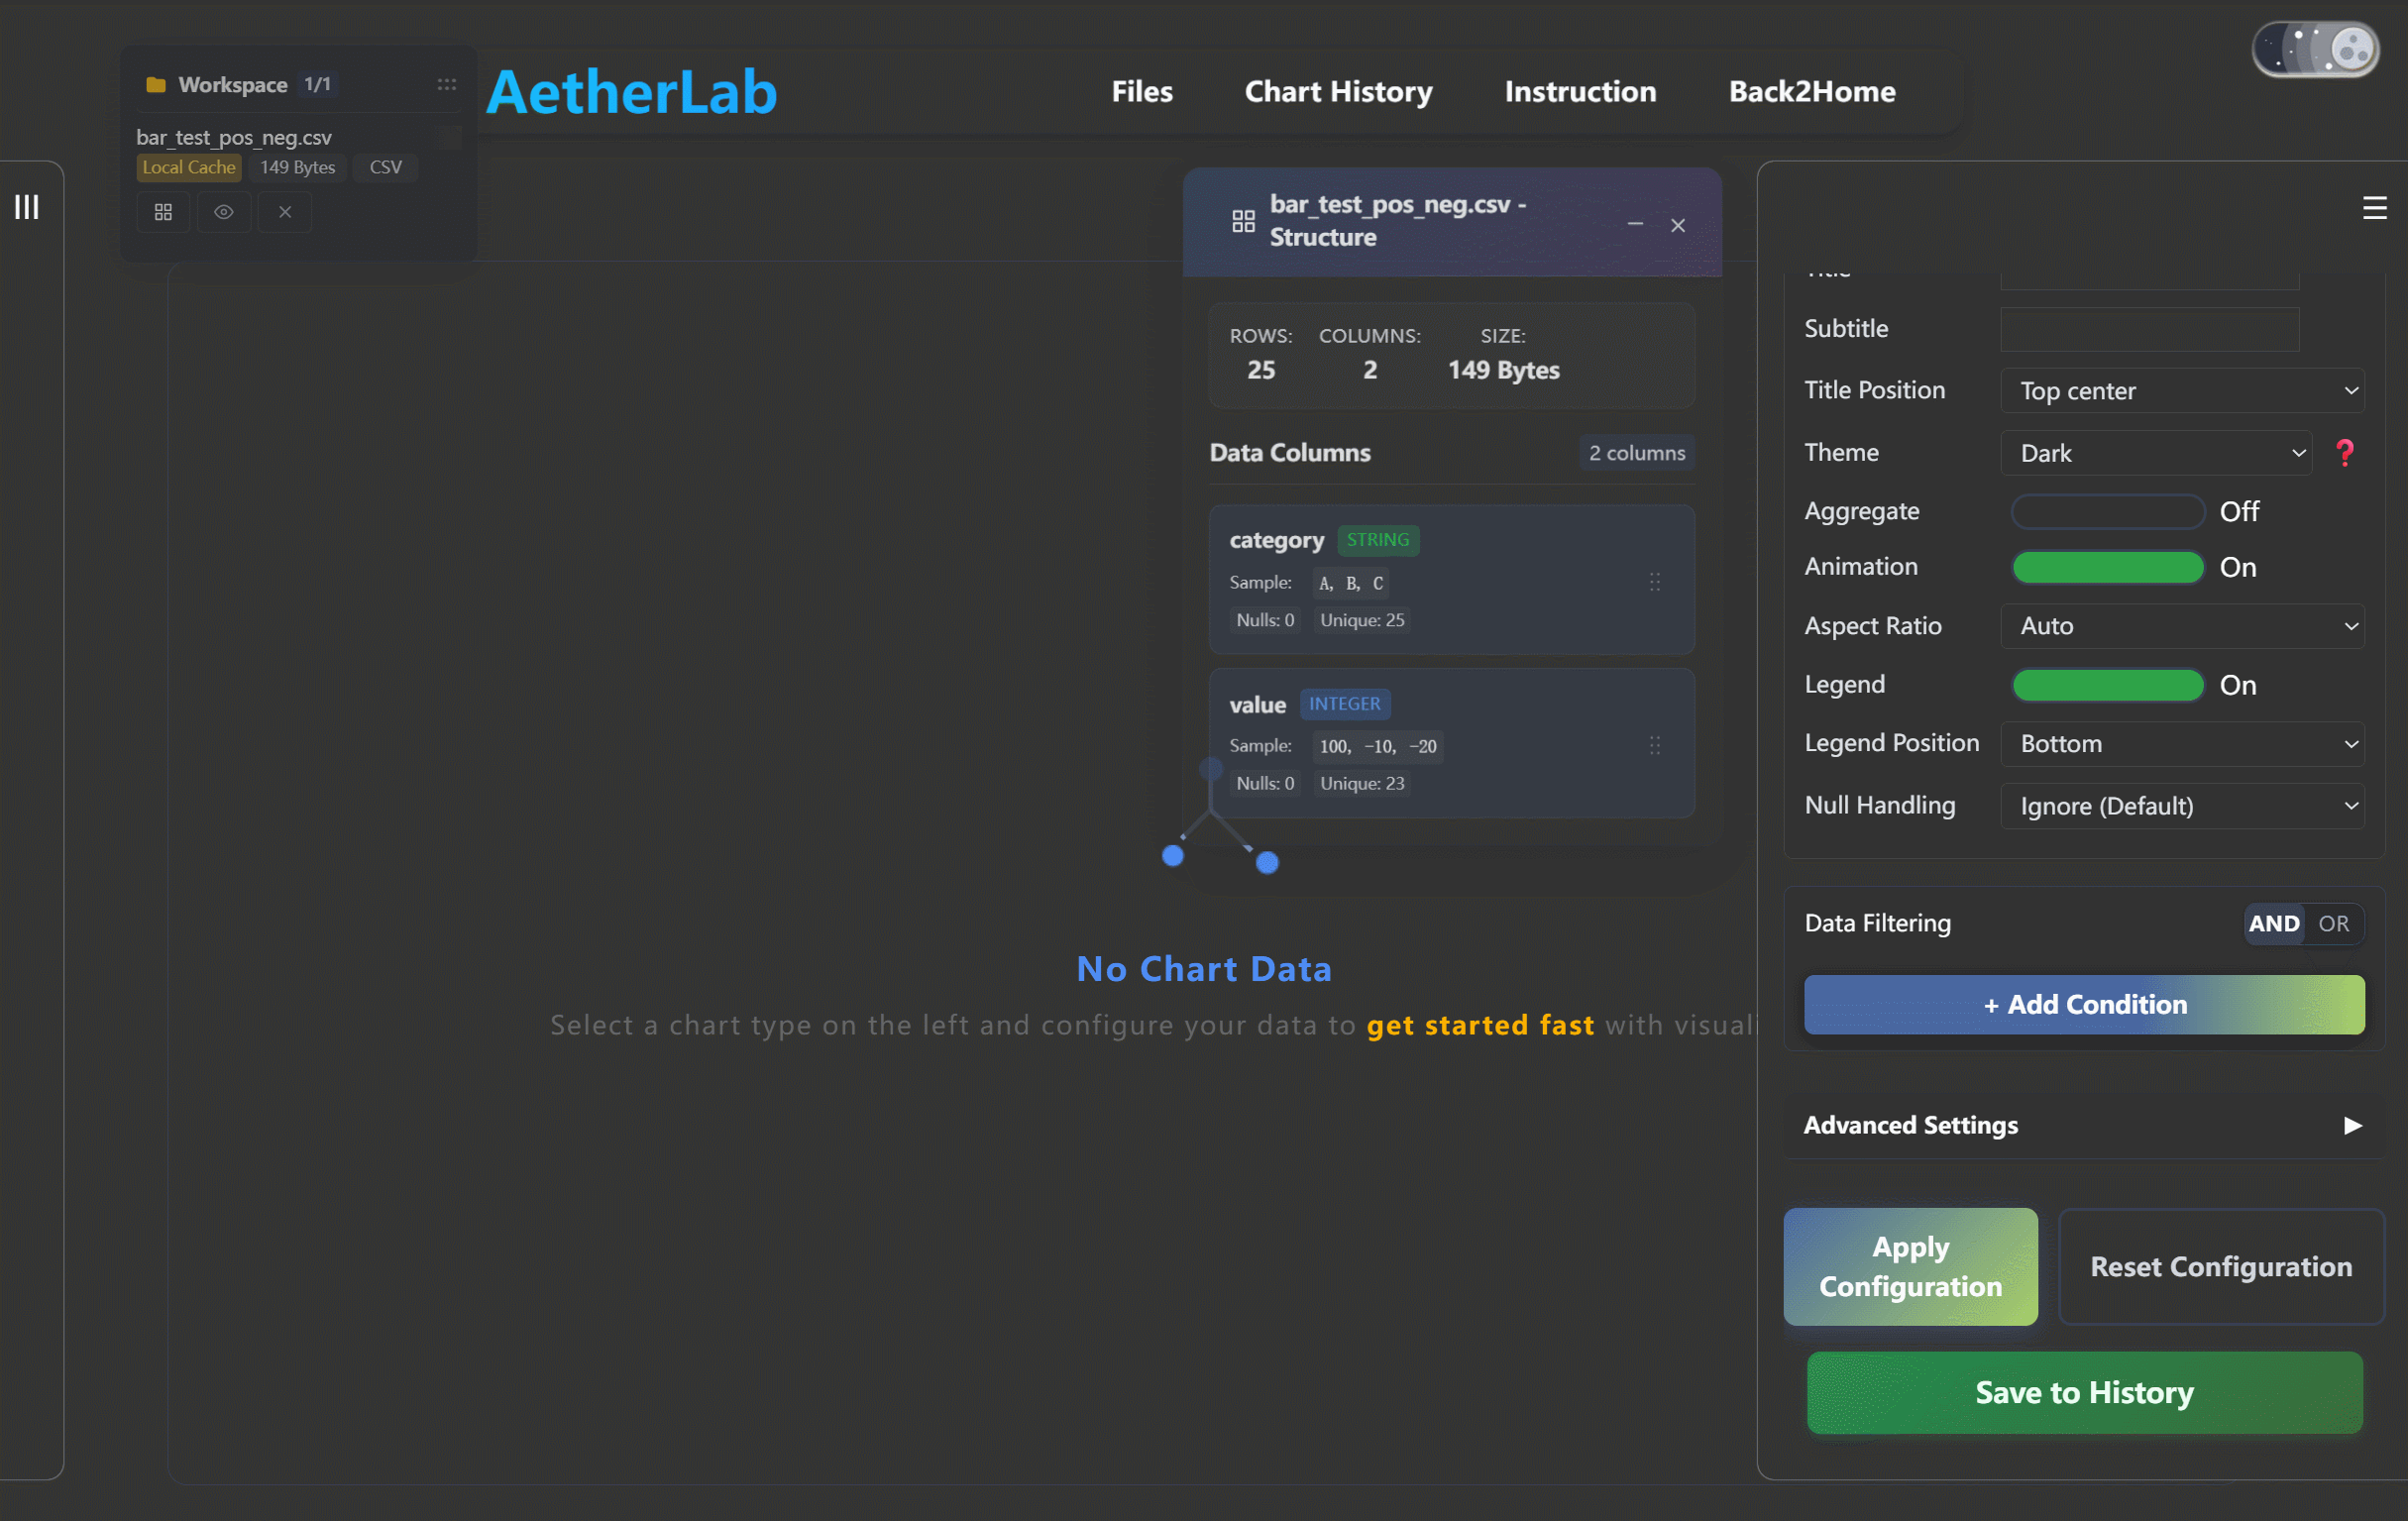 Workspace 1/1
bar_test_pos_neg.csv
Local Cache 149 Bytes CSV
AetherLab
Files Chart History Instruction Back2Home
bar_test_pos_neg.csv -
Structure
ROWS: COLUMNS: SIZE:
25 2 149 Bytes
Data Columns 2 columns
category STRING
Sample: A, B, C
Nulls: 0 Unique: 25
value INTEGER
Sample: 100, -10, -20
Nulls: 0 Unique: 23
No Chart Data
Select a chart type on the left and configure your data to get started fast with
Subtitle
Title Position Top center
Theme Dark ?
Aggregate Off
Animation On
Aspect Ratio Auto
Legend On
Legend Position Bottom
Null Handling Ignore (Default)
Data Filtering AND OR
+ Add Condition
Advanced Settings
Apply
Configuration
Reset Configuration
Save to History